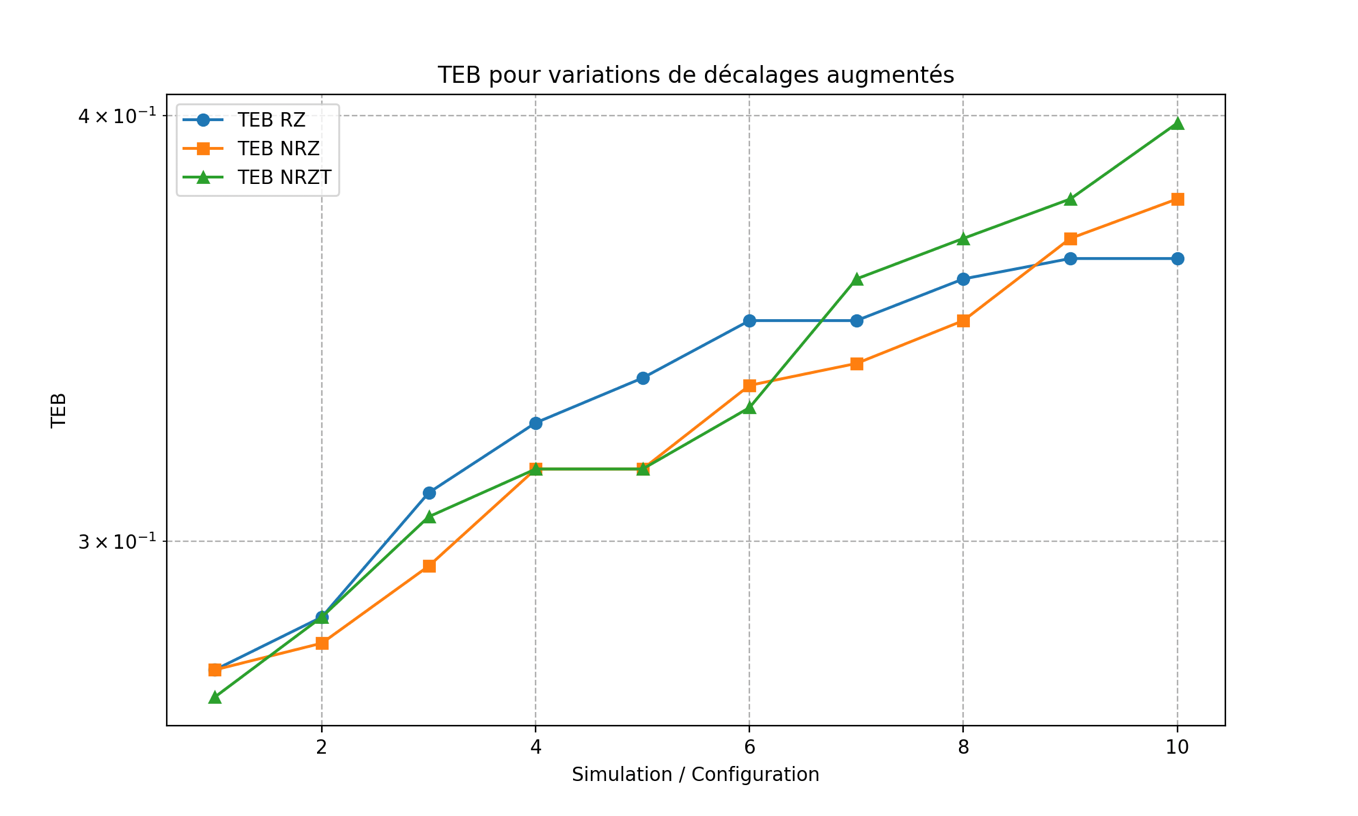 TEB pour variations de décalages augmentés
4 × 10⁻¹
3 × 10⁻¹
TEB
TEB RZ
TEB NRZ
TEB NRZT
2 4 6 8 10
Simulation / Configuration